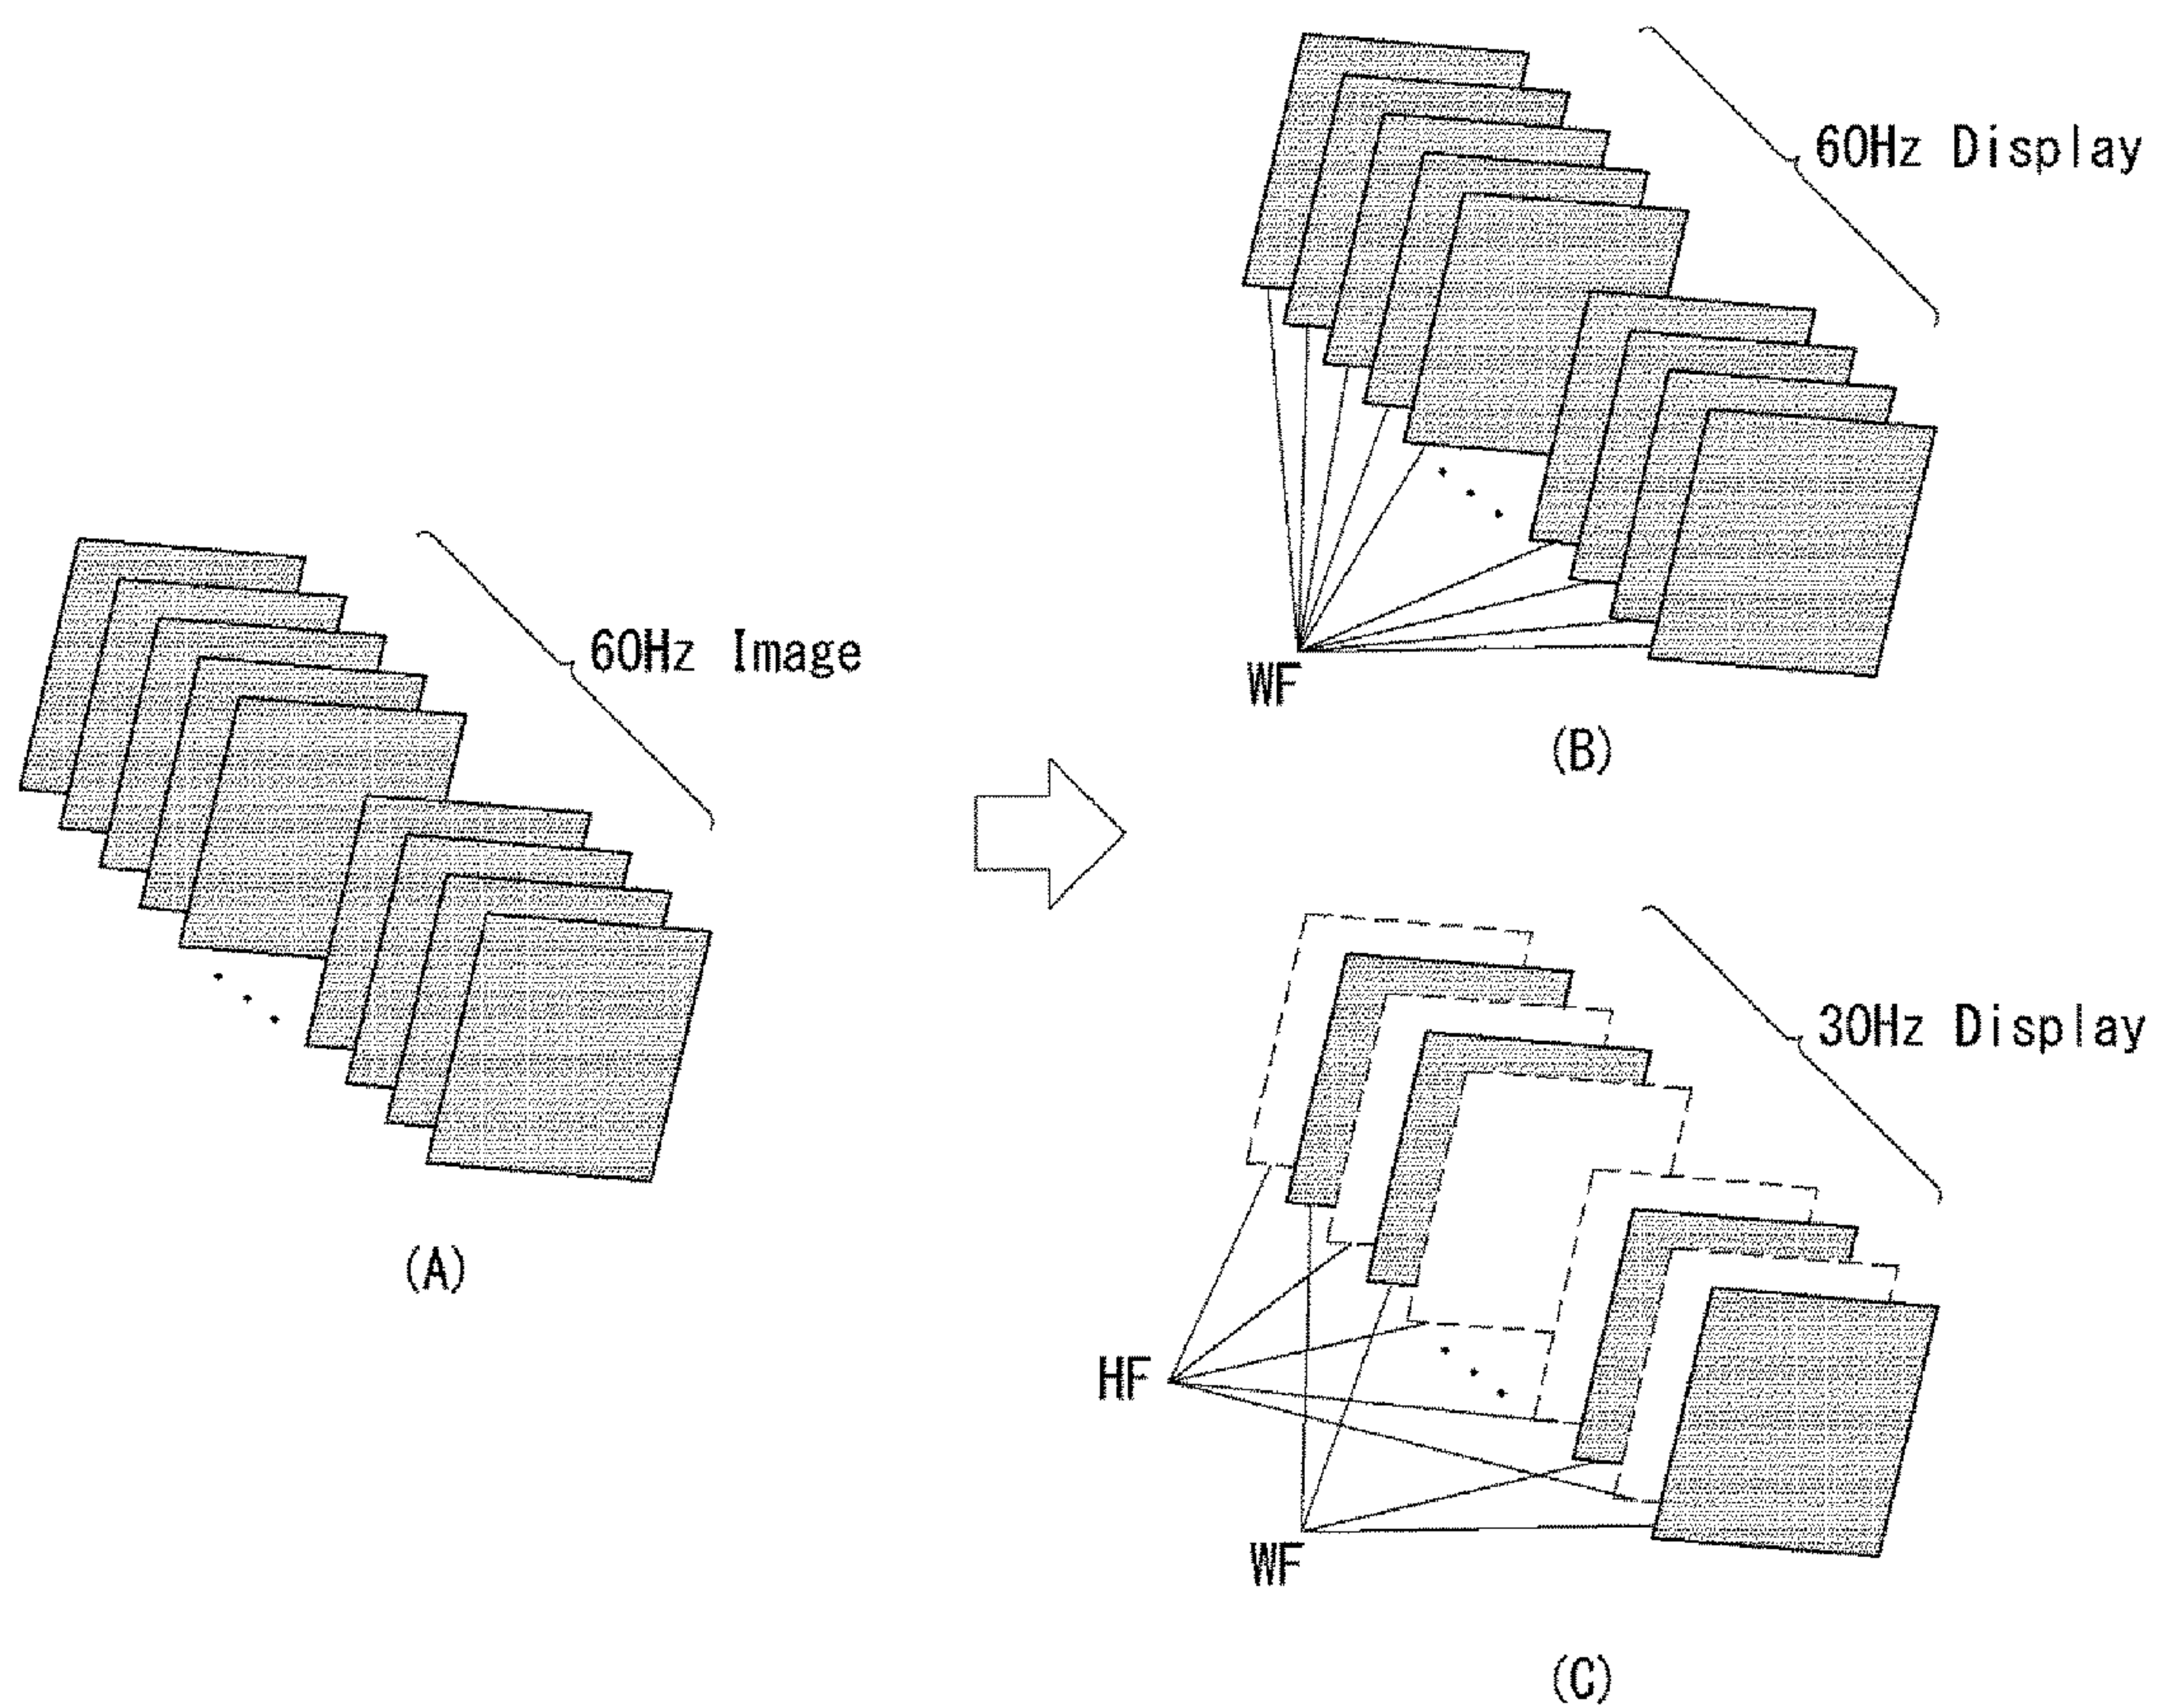 60Hz Display
WF
(B)
60Hz Image
(A)
30Hz Display
HF
WF
(C)